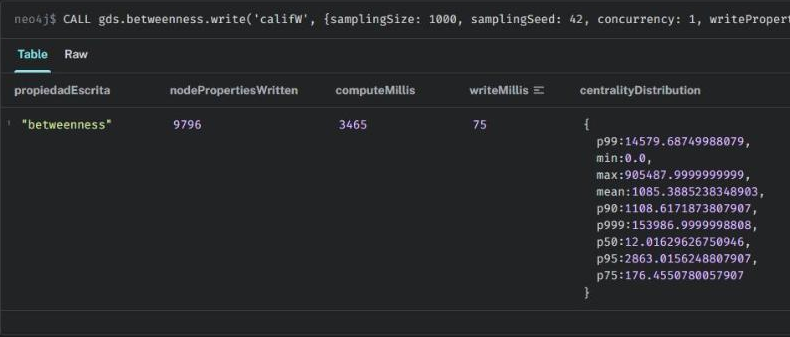 neo4j$ CALL gds.betweenness.write('califW', {samplingSize: 1000, samplingSeed: 42, concurrency: 1, writePropert
Table Raw
propiedadEscrita nodePropertiesWritten computeMillis writeMillis centralityDistribution
"betweenness" 9796 3465 75 {
p99:14579.68749988079,
min:0.0,
max:905487.9999999999,
mean:1085.3885238348903,
p90:1108.6171873807907,
p999:153986.9999998808,
p50:12.01629626750946,
p95:2863.0156248807907,
p75:176.4550780057907
}